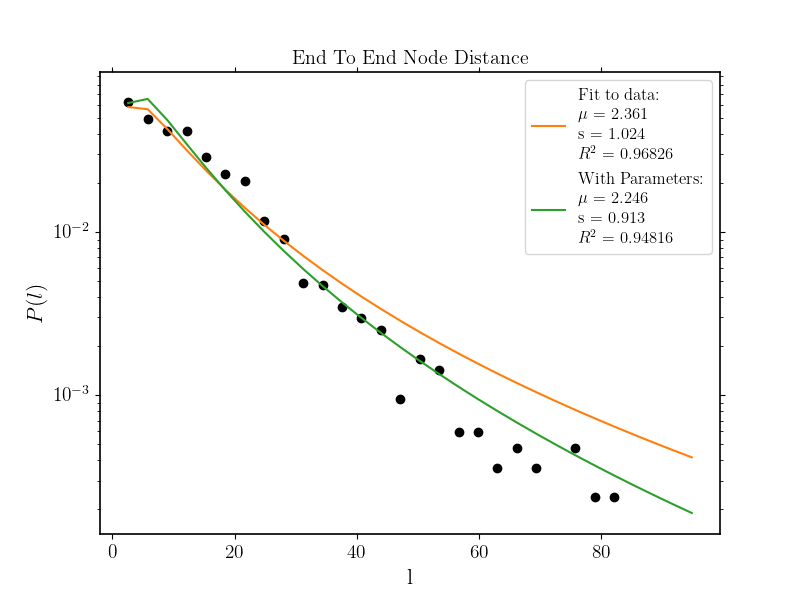 End To End Node Distance
Fit to data:
μ = 2.361
s = 1.024
R² = 0.96826
With Parameters:
μ = 2.246
s = 0.913
R² = 0.94816
10⁻²
10⁻³
P(l)
0 20 40 60 80
l